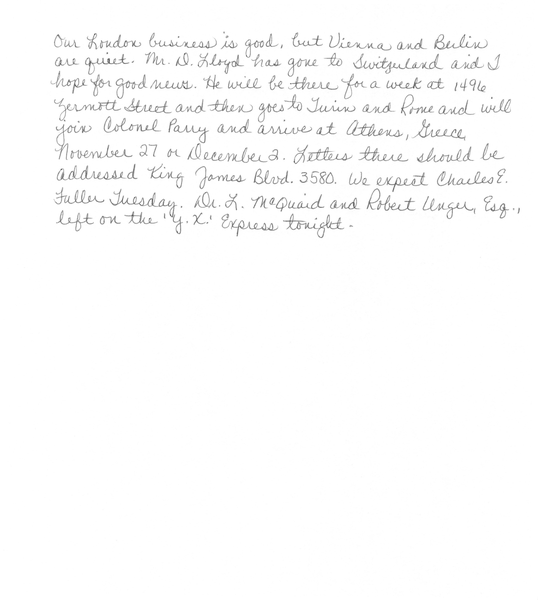 Our London business is good, but Vienna and Berlin
are quiet. Mr. D. Lloyd has gone to Switzerland and I
hope for good news. He will be there for a week at 1496
Zermott Street and then goes to Turin and Rome and will
join Colonel Parry and arrive at Athens, Greece,
November 27 or December 2. Letters there should be
addressed King James Blvd. 3580. We expect Charles E.
Fuller Tuesday. Dr. L. McQuaid and Robert Unger, Esq.,
left on the 'Y.X.' Express tonight.